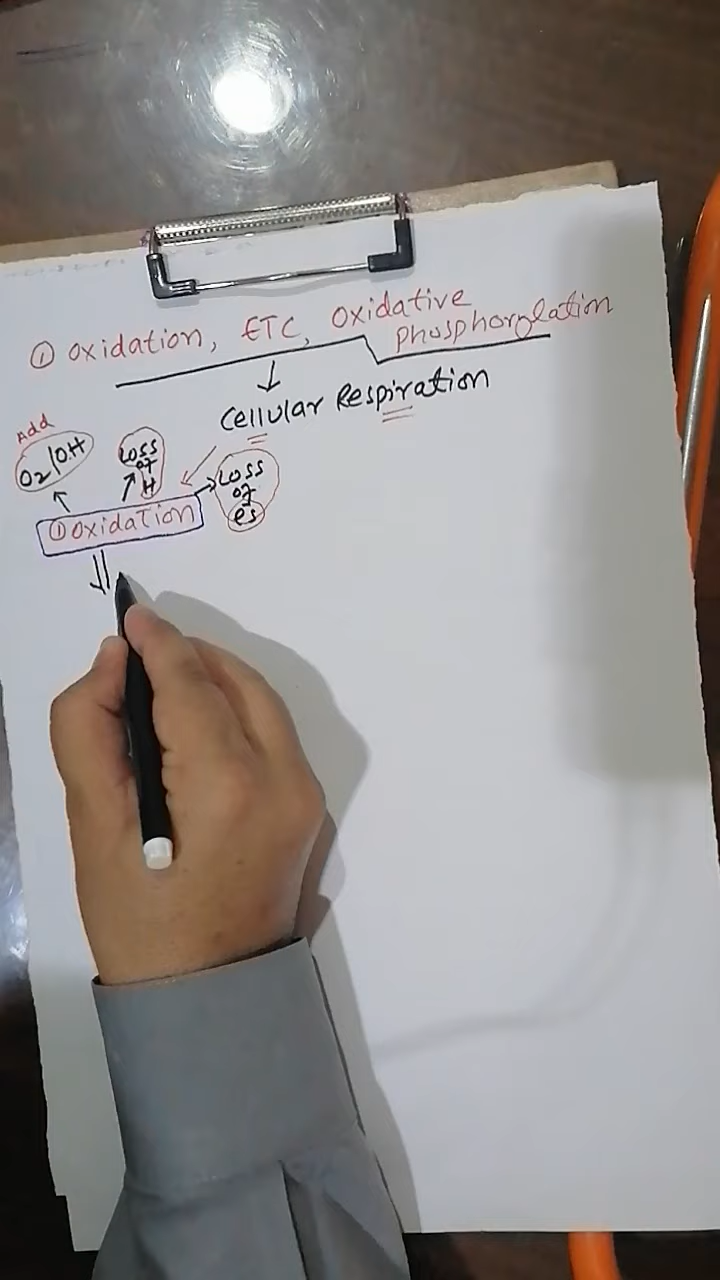 ① Oxidation, ETC, Oxidative
phosphorylation
Cellular Respiration
Add
O2/OH
Loss
of
H
Loss
of
es
① Oxidation